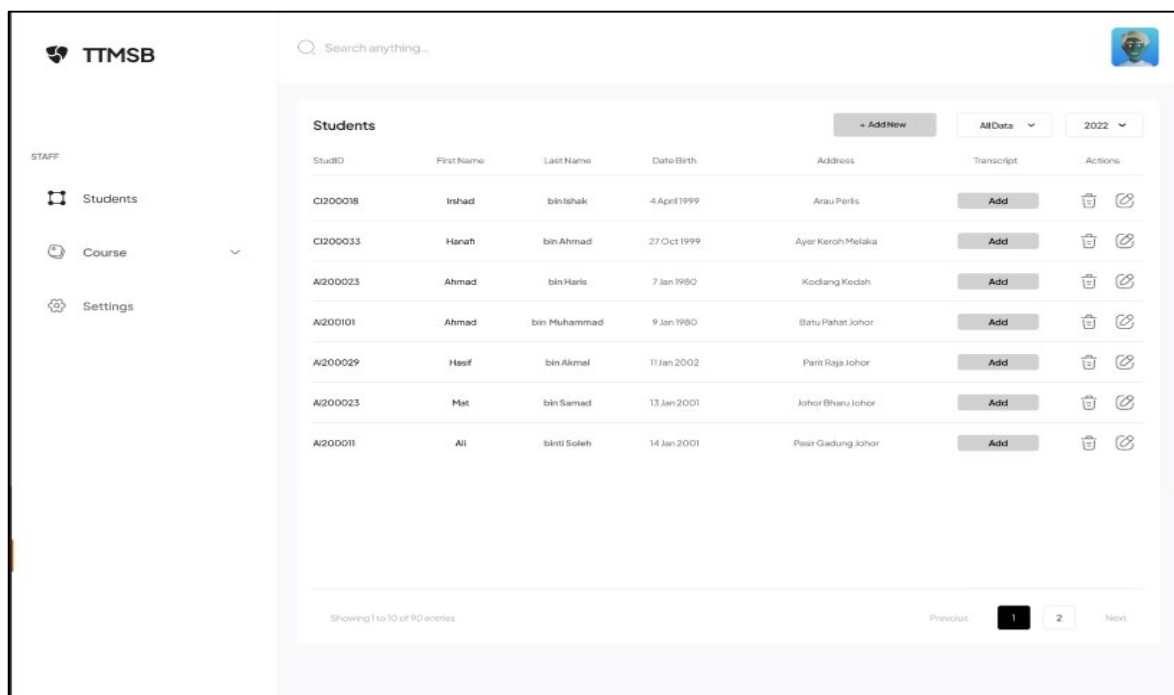 TTMSB
Search anything...
Students + Add New All Data 2022
STAFF
StudID First Name Last Name Date Birth Address Transcript Actions
Students
CI200018 Irshad bin Ishak 4 April 1999 Arau Perlis Add
CI200033 Hanafi bin Ahmad 27 Oct 1999 Ayer Keroh Melaka Add
Course
AI200023 Ahmad bin Haris 7 Jan 1980 Kodiang Kedah Add
Settings
AI200101 Ahmad bin Muhammad 9 Jan 1980 Batu Pahat Johor Add
AI200029 Hasif bin Akmal 11 Jan 2002 Parit Raja Johor Add
AI200023 Mat bin Samad 13 Jan 2001 Johor Bharu Johor Add
AI200011 Ali binti Soleh 14 Jan 2001 Pasir Gadung Johor Add
Showing 1 to 10 of 90 entries Prevoius 1 2 Next